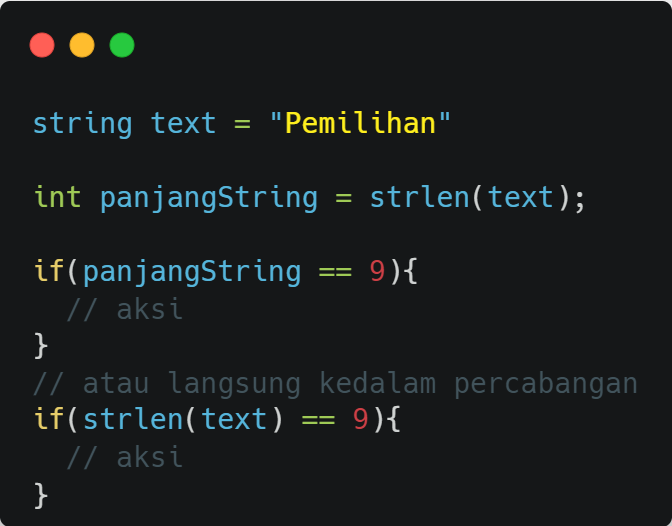 string text = "Pemilihan"
int panjangString = strlen(text);
if(panjangString == 9){
  // aksi
}
// atau langsung kedalam percabangan
if(strlen(text) == 9){
  // aksi
}